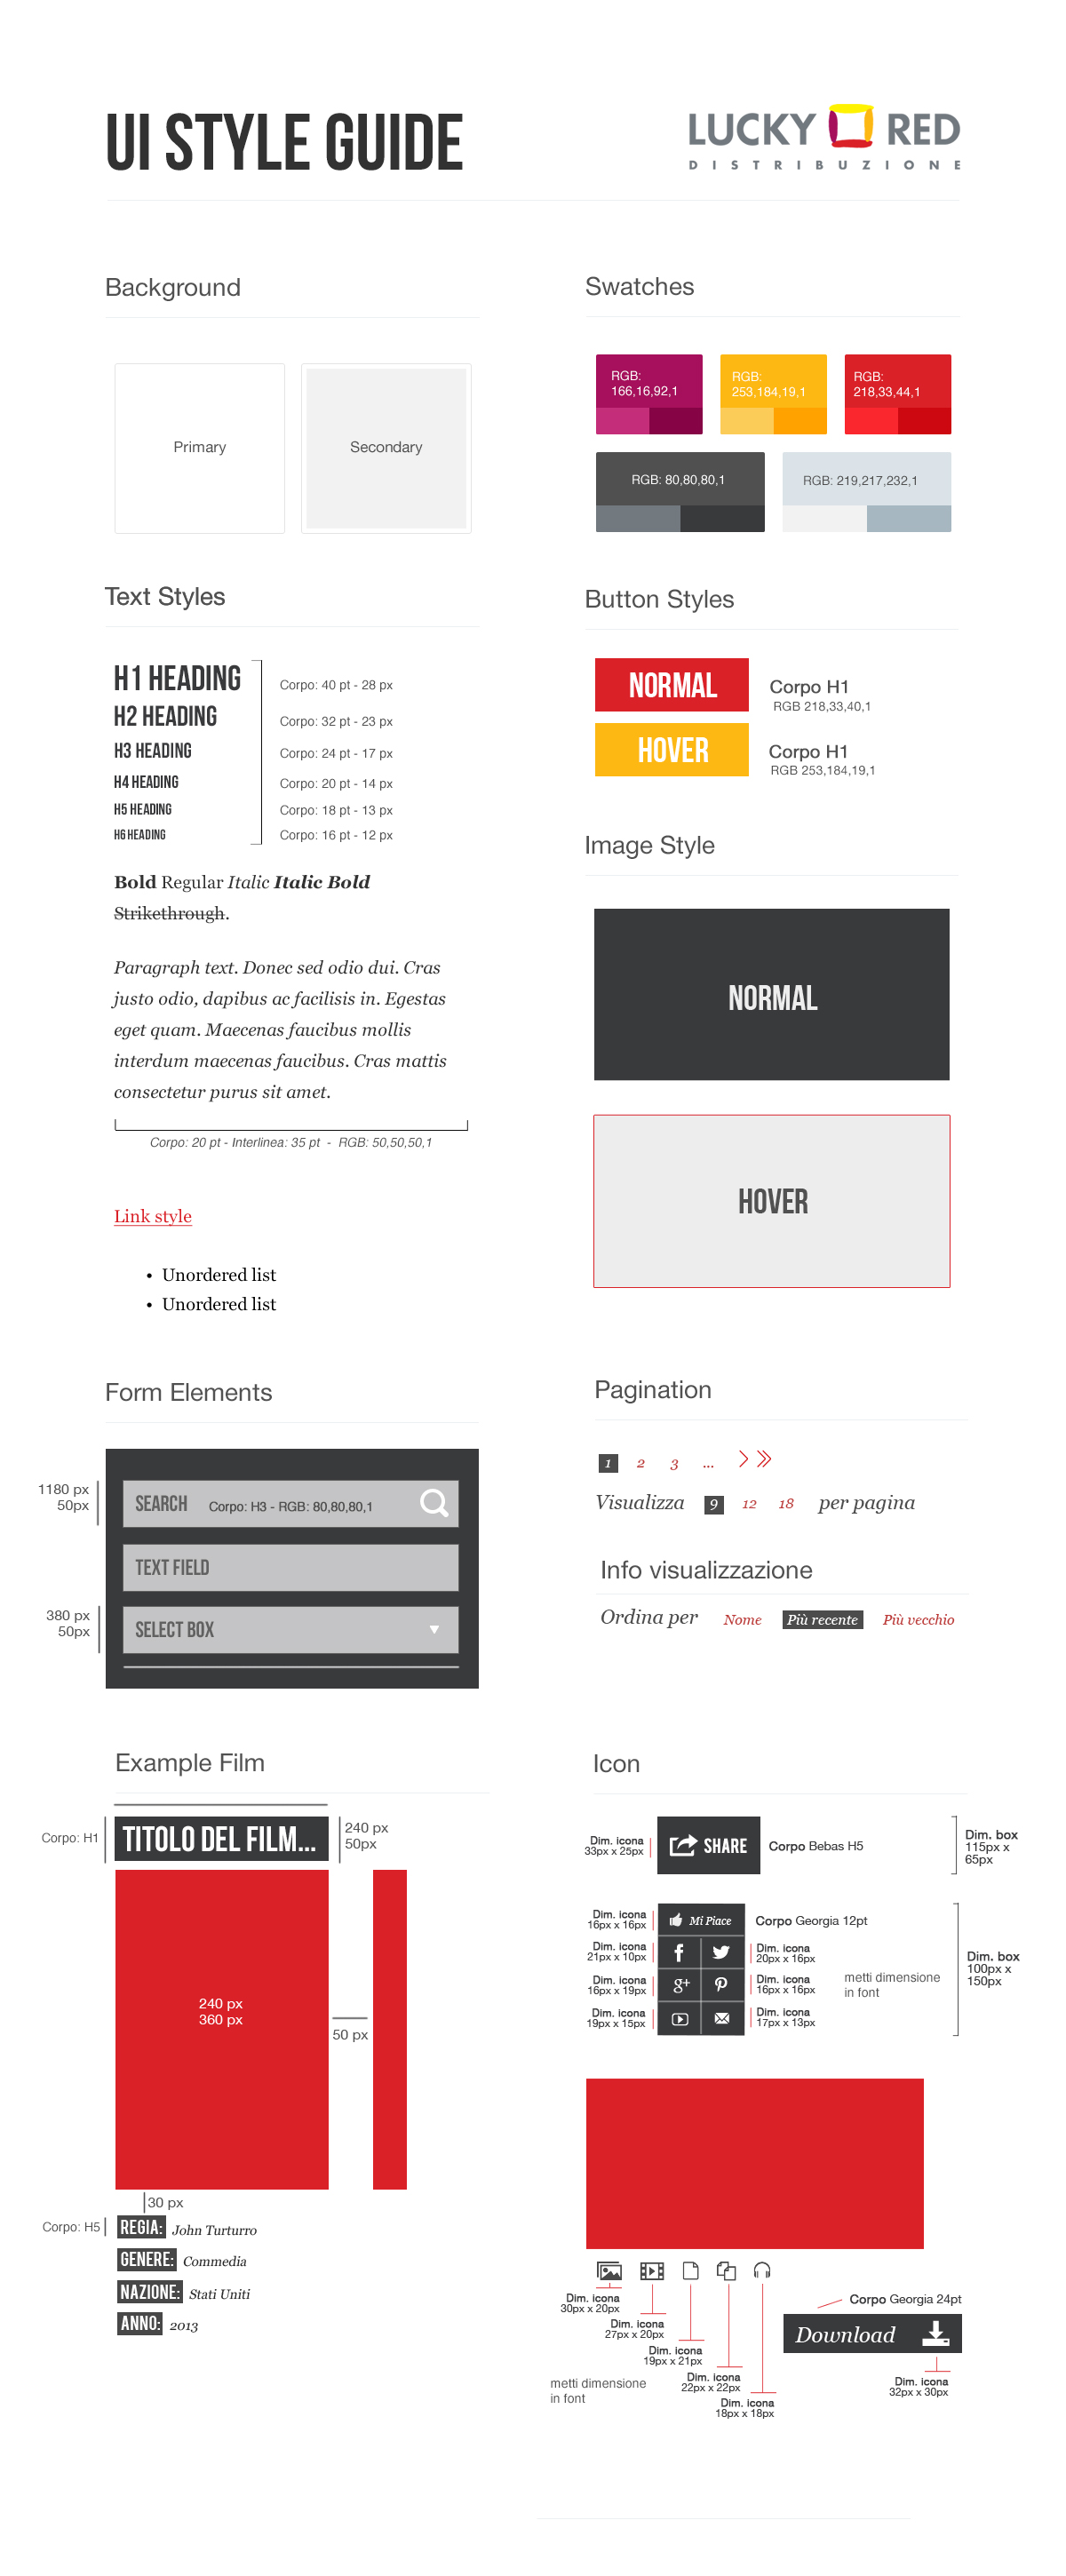 UI STYLE GUIDE
LUCKY RED
DISTRIBUZIONE
Background
Primary
Secondary
Swatches
RGB:
166,16,92,1
RGB:
253,184,19,1
RGB:
218,33,44,1
RGB: 80,80,80,1
RGB: 219,217,232,1
Text Styles
H1 HEADING
Corpo: 40 pt - 28 px
H2 HEADING
Corpo: 32 pt - 23 px
H3 HEADING
Corpo: 24 pt - 17 px
H4 HEADING
Corpo: 20 pt - 14 px
H5 HEADING
Corpo: 18 pt - 13 px
H6 HEADING
Corpo: 16 pt - 12 px
Bold Regular Italic Italic Bold
Strikethrough.
Paragraph text. Donec sed odio dui. Cras
justo odio, dapibus ac facilisis in. Egestas
eget quam. Maecenas faucibus mollis
interdum maecenas faucibus. Cras mattis
consectetur purus sit amet.
Corpo: 20 pt - Interlinea: 35 pt - RGB: 50,50,50,1
Link style
• Unordered list
• Unordered list
Button Styles
NORMAL
Corpo H1
RGB 218,33,40,1
HOVER
Corpo H1
RGB 253,184,19,1
Image Style
NORMAL
HOVER
Form Elements
1180 px
50px
SEARCH
Corpo: H3 - RGB: 80,80,80,1
TEXT FIELD
380 px
50px
SELECT BOX
Pagination
1 2 3 ...
Visualizza 9 12 18 per pagina
Info visualizzazione
Ordina per Nome Più recente Più vecchio
Example Film
Corpo: H1
TITOLO DEL FILM...
240 px
50px
240 px
360 px
50 px
30 px
Corpo: H5
REGIA: John Turturro
GENERE: Commedia
NAZIONE: Stati Uniti
ANNO: 2013
Icon
Dim. icona
33px x 25px
SHARE
Corpo Bebas H5
Dim. box
115px x
65px
Dim. icona
16px x 16px
Mi Piace
Corpo Georgia 12pt
Dim. icona
21px x 10px
Dim. icona
20px x 16px
Dim. icona
16px x 19px
g+
Dim. icona
16px x 16px
Dim. icona
19px x 15px
Dim. icona
17px x 13px
metti dimensione
in font
Dim. box
100px x
150px
Dim. icona
30px x 20px
Dim. icona
27px x 20px
Dim. icona
19px x 21px
Dim. icona
22px x 22px
Dim. icona
18px x 18px
metti dimensione
in font
Corpo Georgia 24pt
Download
Dim. icona
32px x 30px